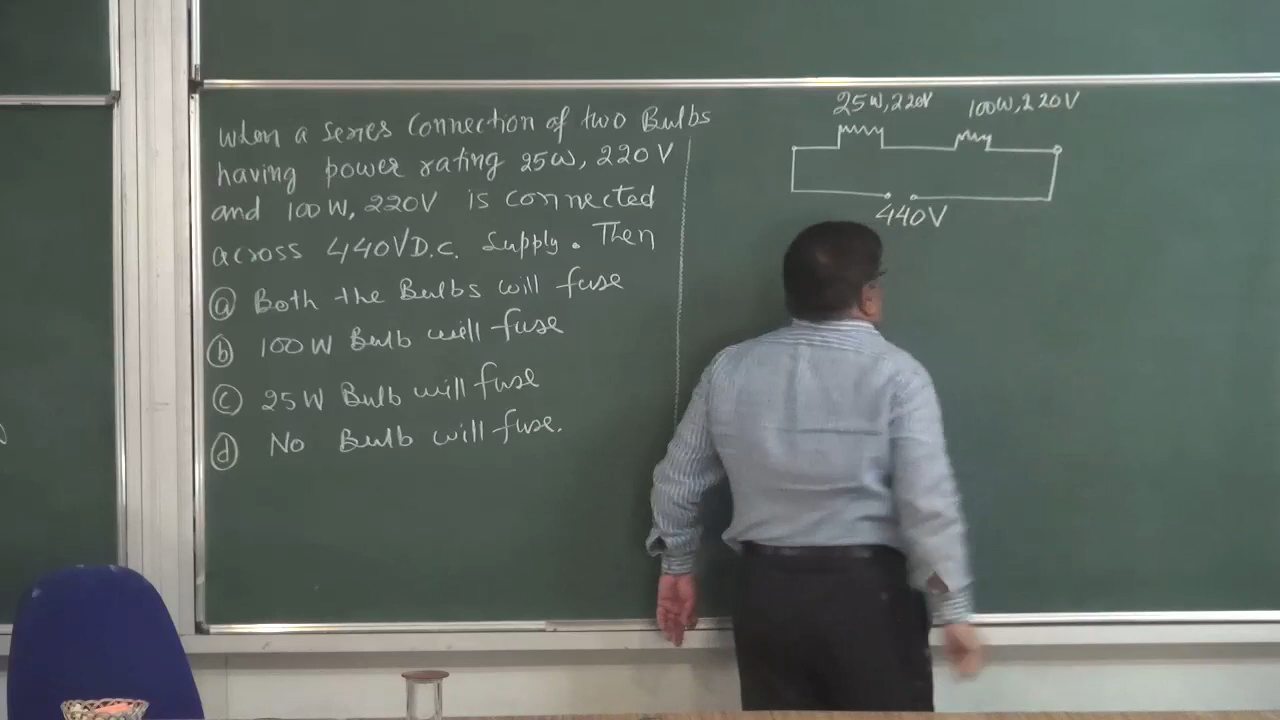 When a series Connection of two Bulbs
having power rating 25W, 220V
and 100W, 220V is connected
across 440V D.C. Supply. Then
(a) Both the Bulbs will fuse
(b) 100W Bulb will fuse
(c) 25W Bulb will fuse
(d) No Bulb will fuse.
25W, 220V 100W, 220V
440V